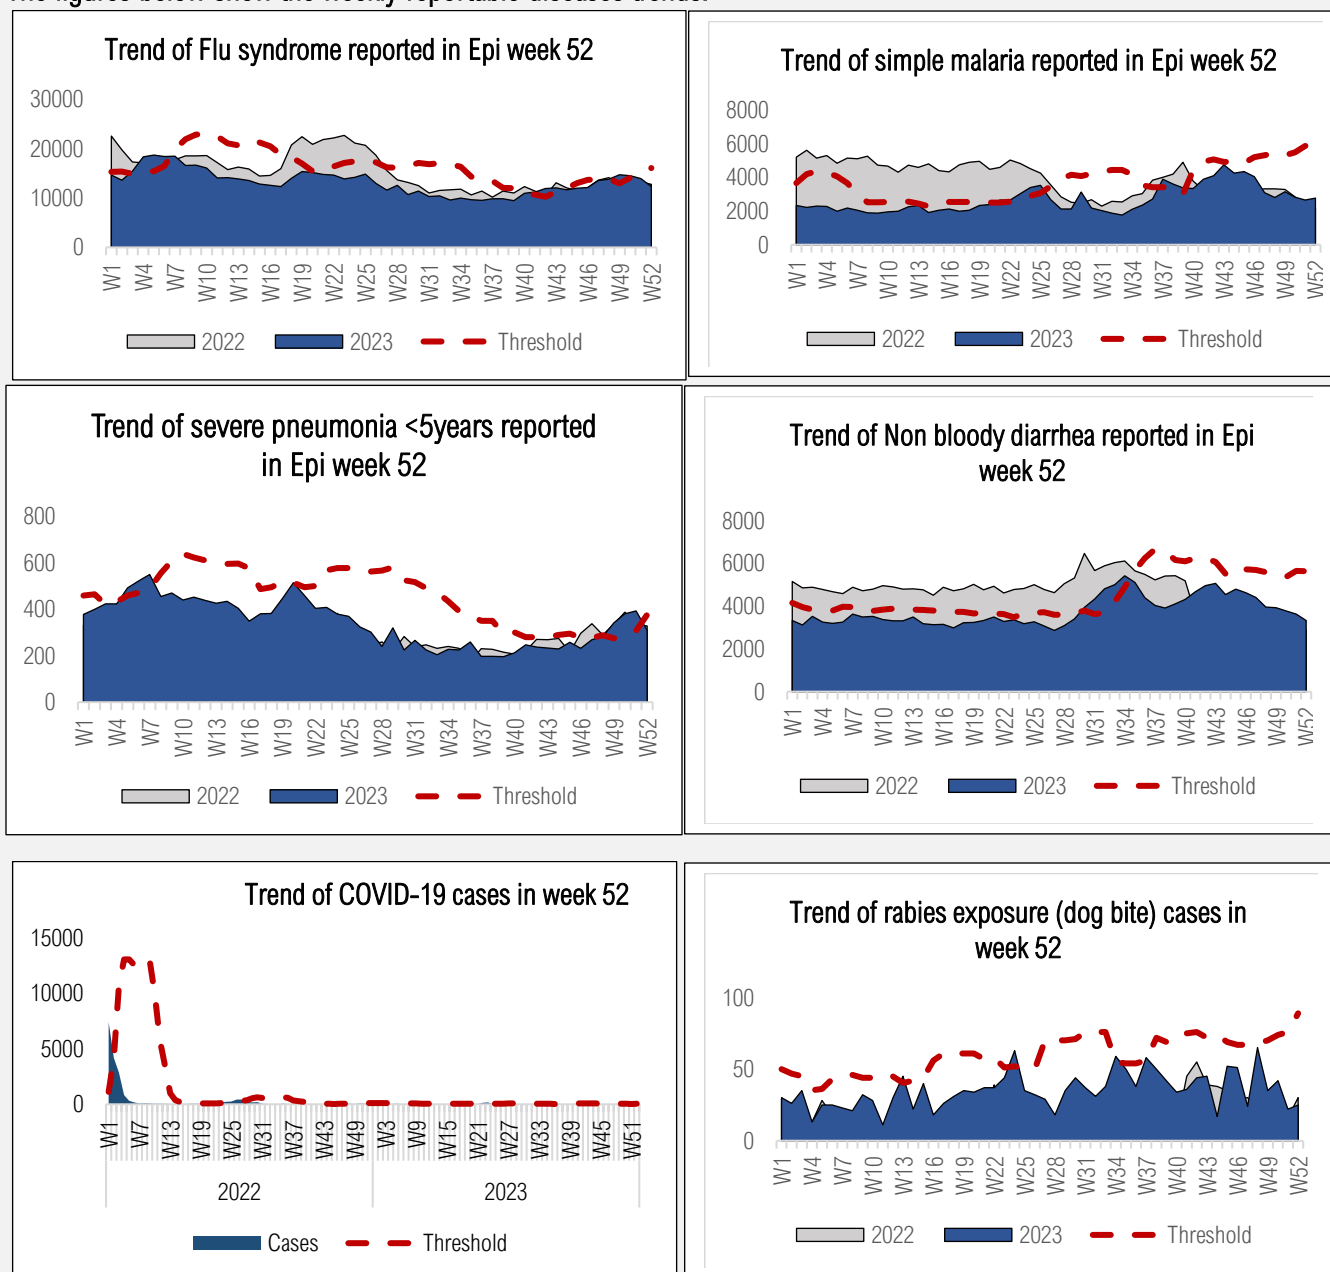 The figures below show the weekly reportable diseases trends.
Trend of Flu syndrome reported in Epi week 52
30000
20000
10000
0
W1 W4 W7 W10 W13 W16 W19 W22 W25 W28 W31 W34 W37 W40 W43 W46 W49 W52
2022 2023 Threshold
Trend of simple malaria reported in Epi week 52
8000
6000
4000
2000
0
W1 W4 W7 W10 W13 W16 W19 W22 W25 W28 W31 W34 W37 W40 W43 W46 W49 W52
2022 2023 Threshold
Trend of severe pneumonia <5years reported
in Epi week 52
800
600
400
200
0
W1 W4 W7 W10 W13 W16 W19 W22 W25 W28 W31 W34 W37 W40 W43 W46 W49 W52
2022 2023 Threshold
Trend of Non bloody diarrhea reported in Epi
week 52
8000
6000
4000
2000
0
W1 W4 W7 W10 W13 W16 W19 W22 W25 W28 W31 W34 W37 W40 W43 W46 W49 W52
2022 2023 Threshold
Trend of COVID-19 cases in week 52
15000
10000
5000
0
W1 W7 W13 W19 W25 W31 W37 W43 W49 W3 W9 W15 W21 W27 W33 W39 W45 W51
2022 2023
Cases Threshold
Trend of rabies exposure (dog bite) cases in
week 52
100
50
0
W1 W4 W7 W10 W13 W16 W19 W22 W25 W28 W31 W34 W37 W40 W43 W46 W49 W52
2022 2023 Threshold